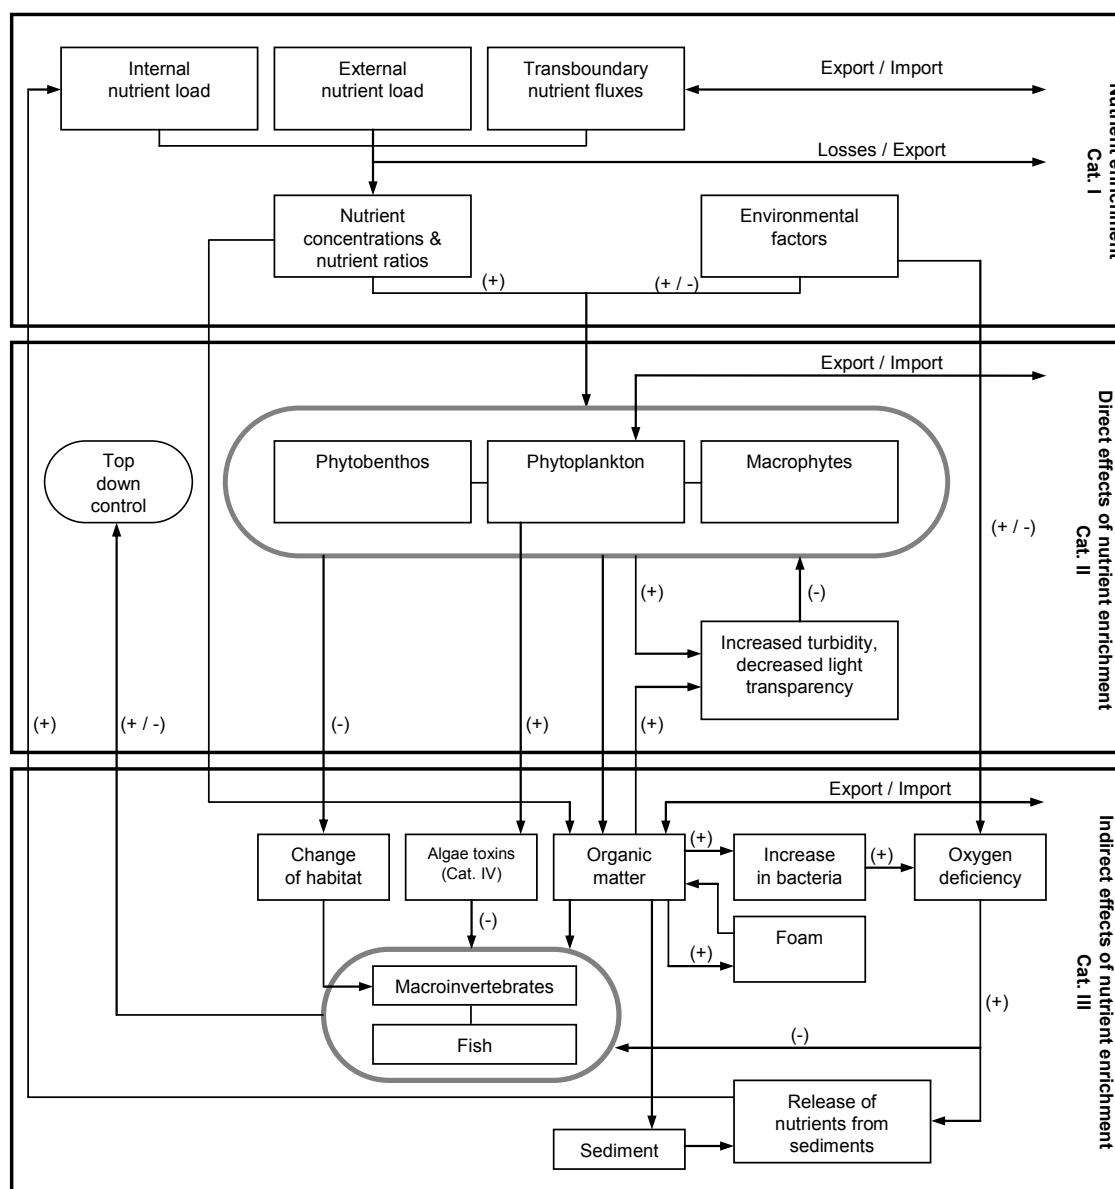 Internal
nutrient load
External
nutrient load
Transboundary
nutrient fluxes
Export / Import
Losses / Export
Nutrient
concentrations &
nutrient ratios
Environmental
factors
(+)
(+ / -)
Nutrient enrichment
Cat. I
Export / Import
Phytobenthos
Phytoplankton
Macrophytes
Top
down
control
(+ / -)
(+)
(-)
Increased turbidity,
decreased light
transparency
(+)
(+ / -)
(-)
(+)
(+)
Direct effects of nutrient enrichment
Cat. II
Export / Import
Change
of habitat
Algae toxins
(Cat. IV)
Organic
matter
(+)
Increase
in bacteria
(+)
Oxygen
deficiency
(-)
(+)
Foam
Macroinvertebrates
Fish
(+)
(-)
Release of
nutrients from
sediments
Sediment
Indirect effects of nutrient enrichment
Cat. III